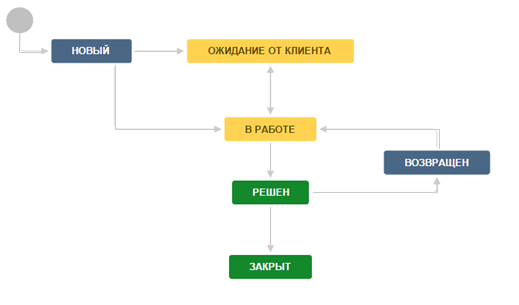 НОВЫЙ
ОЖИДАНИЕ ОТ КЛИЕНТА
В РАБОТЕ
ВОЗВРАЩЕН
РЕШЕН
ЗАКРЫТ